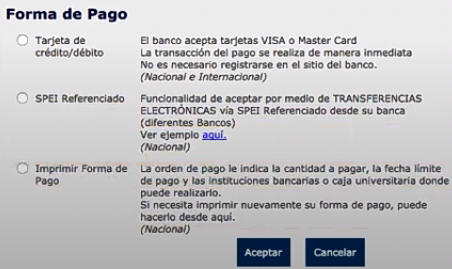 Forma de Pago
Tarjeta de crédito/débito
El banco acepta tarjetas VISA o Master Card
La transacción del pago se realiza de manera inmediata
No es necesario registrarse en el sitio del banco.
(Nacional e Internacional)
SPEI Referenciado
Funcionalidad de aceptar por medio de TRANSFERENCIAS
ELECTRÓNICAS vía SPEI Referenciado desde su banca
(diferentes Bancos)
Ver ejemplo aquí.
(Nacional)
Imprimir Forma de
Pago
La orden de pago le indica la cantidad a pagar, la fecha límite
de pago y las instituciones bancarias o caja universitaria donde
puede realizarlo.
Si necesita imprimir nuevamente su forma de pago, puede
hacerlo desde aquí.
(Nacional)
Aceptar
Cancelar